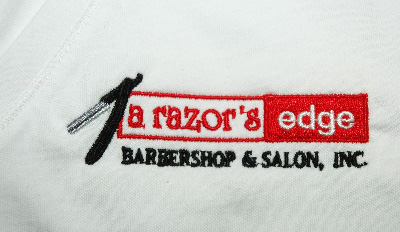 a razor's edge
BARBERSHOP & SALON, INC.